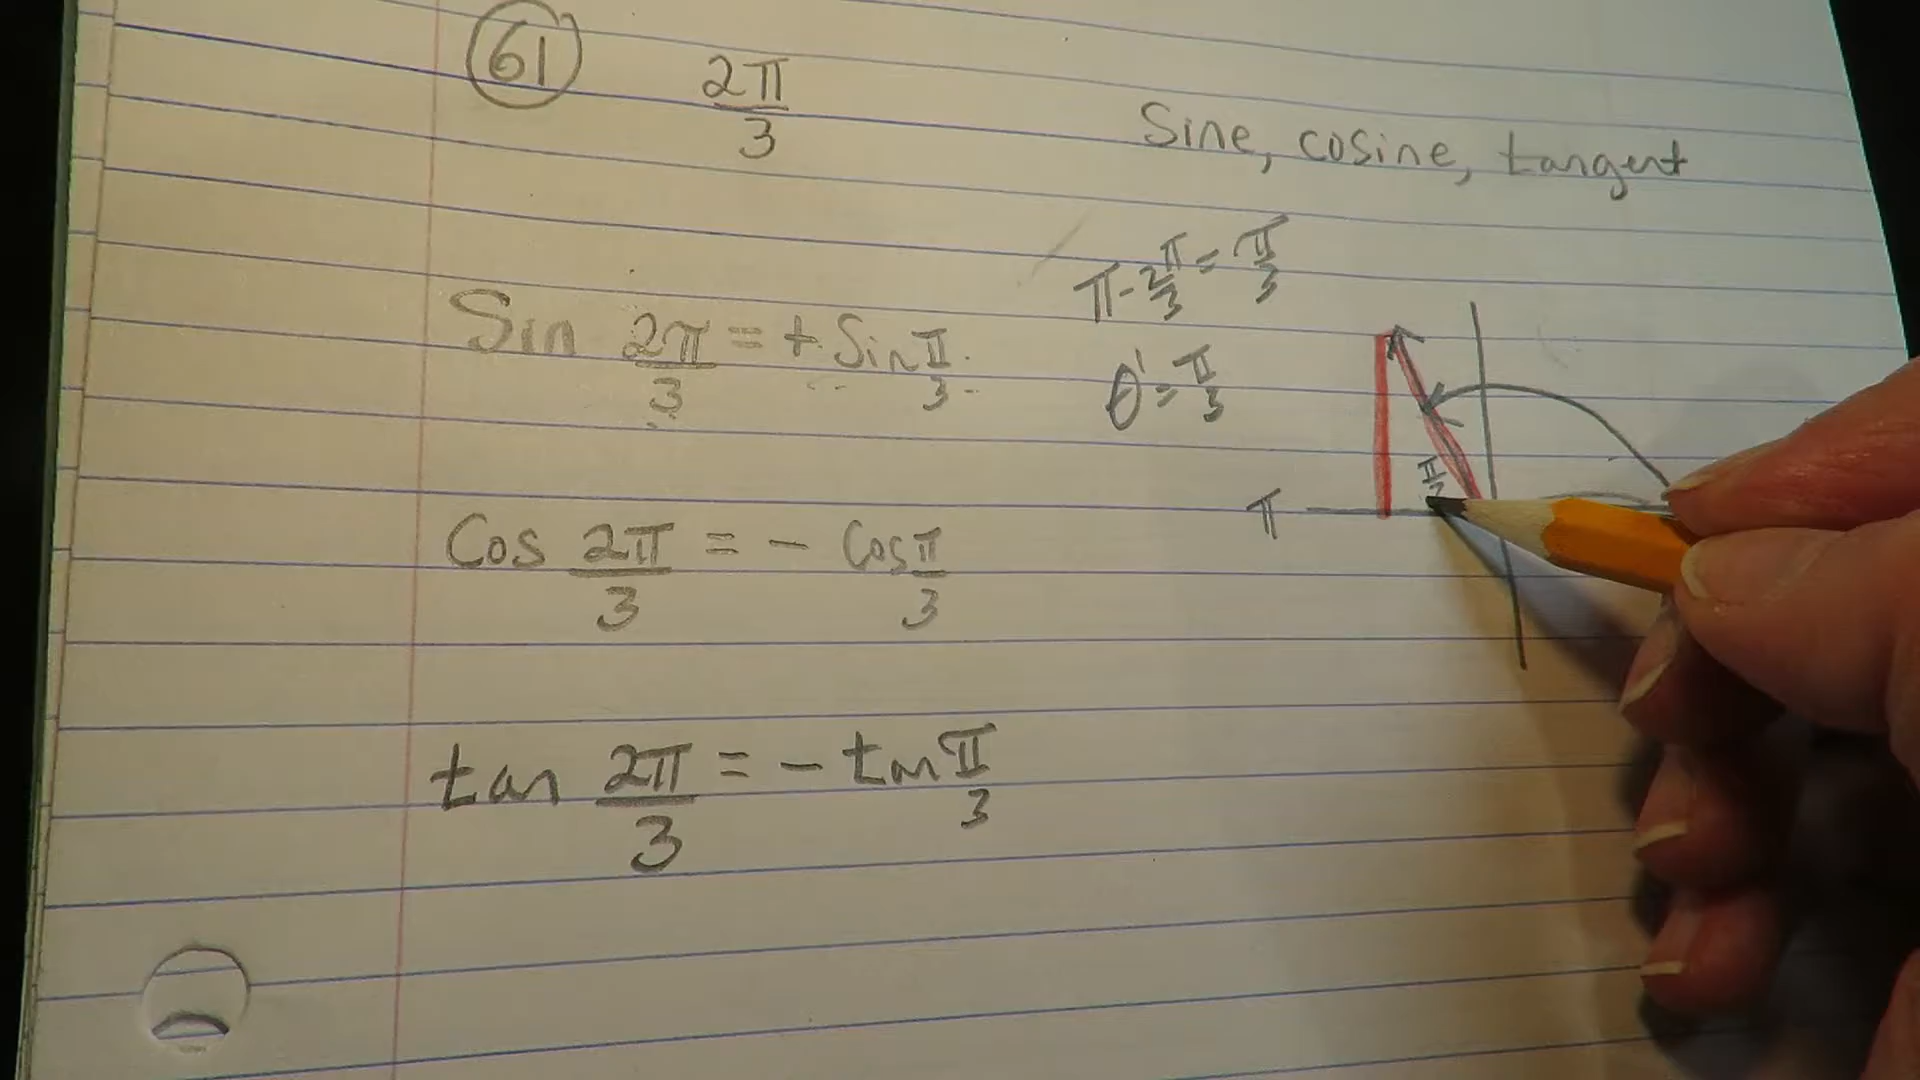 61 2π/3
Sine, cosine, tangent
π - 2π/3 = π/3
Sin 2π/3 = + Sin π/3
θ' = π/3
π/3
π
Cos 2π/3 = - Cos π/3
tan 2π/3 = - tan π/3